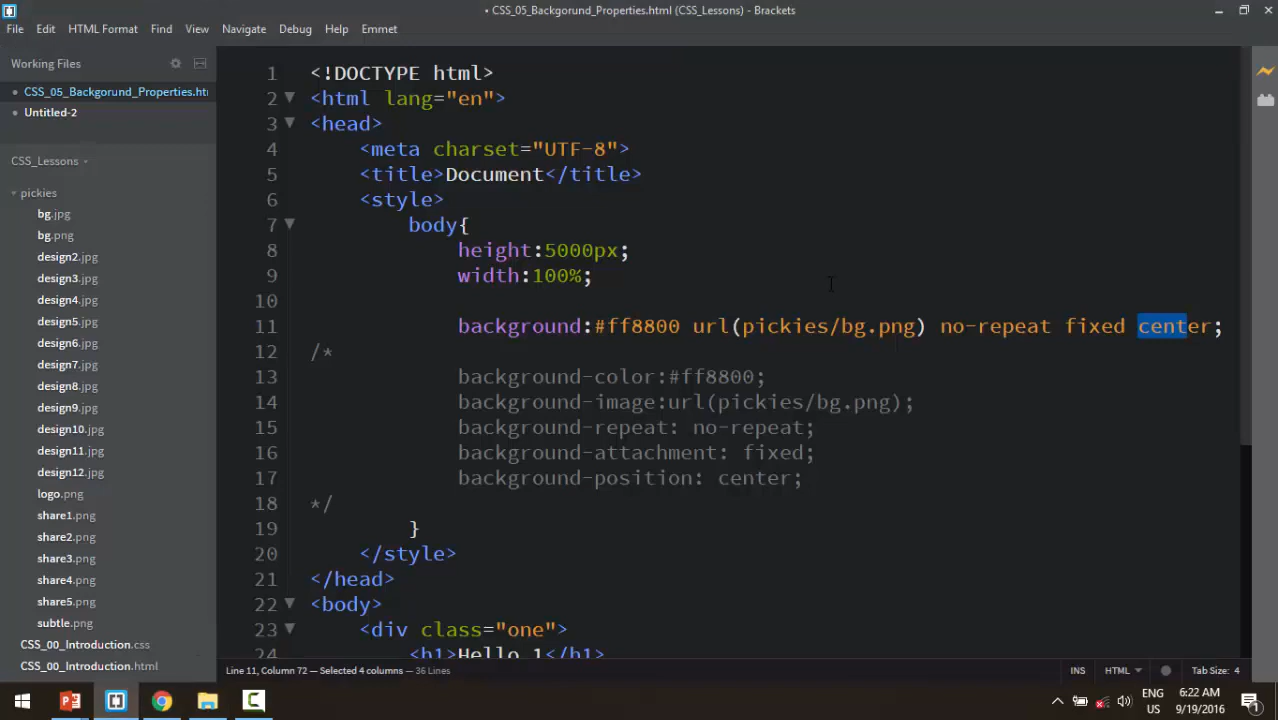 • CSS_05_Backgorund_Properties.html (CSS_Lessons) - Brackets
File Edit View Navigate Debug Help Emmet
HTML Format Find
Working Files
• CSS_05_Backgorund_Properties.htr
• Untitled-2
CSS_Lessons
pickies
bg.jpg
bg.png
design2.jpg
design3.jpg
design4.jpg
design5.jpg
design6.jpg
design7.jpg
design8.jpg
design9.jpg
design10.jpg
design11.jpg
design12.jpg
logo.png
share1.png
share2.png
share3.png
share4.png
share5.png
subtle.png
CSS_00_Introduction.css
CSS_00_Introduction.html
1 <!DOCTYPE html>
2 <html lang="en">
3 <head>
4 <meta charset="UTF-8">
5 <title>Document</title>
6 <style>
7 body{
8 height:5000px;
9 width:100%;
10
11 background:#ff8800 url(pickies/bg.png) no-repeat fixed center;
12 /*
13 background-color:#ff8800;
14 background-image:url(pickies/bg.png);
15 background-repeat: no-repeat;
16 background-attachment: fixed;
17 background-position: center;
18 */
19 }
20 </style>
21 </head>
22 <body>
23 <div class="one">
24 <h1>Hello 1</h1>
Line 11, Column 72 — Selected 4 columns — 36 Lines
INS HTML Tab Size: 4
ENG 6:22 AM
US 9/19/2016
1